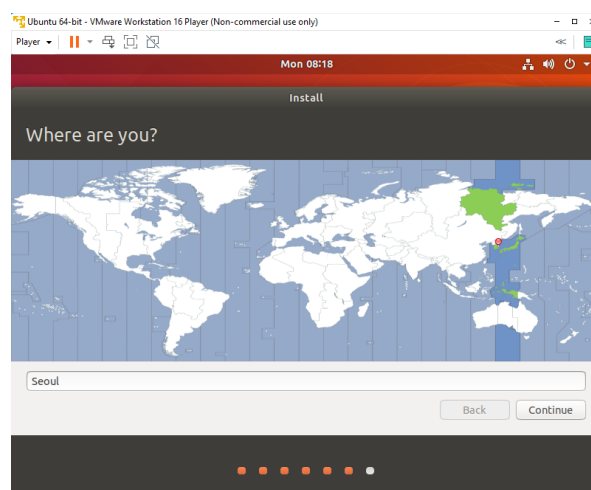 Ubuntu 64-bit - VMware Workstation 16 Player (Non-commercial use only)
Player
Mon 08:18
Install
Where are you?
Seoul
Back Continue